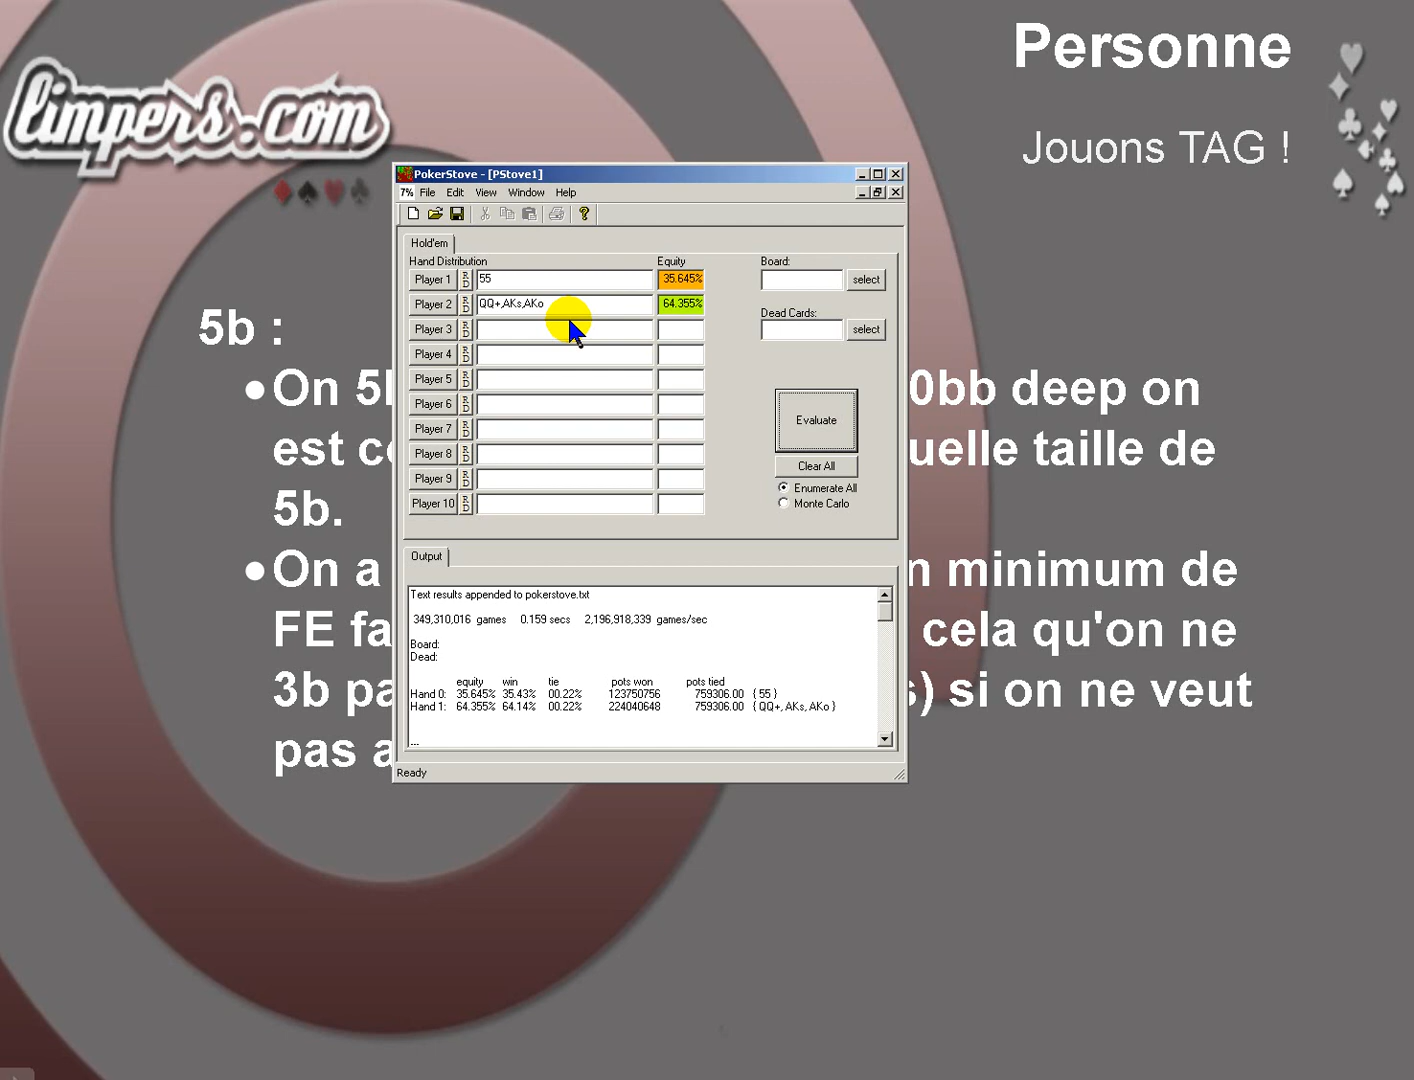 Personne
limpers.com
Jouons TAG !
PokerStove - [PStove1]
7% File Edit View Window Help
Hold'em
Hand Distribution Equity Board:
Player 1 R D 55 35.645% select
Player 2 R D QQ+,AKs,AKo 64.355% Dead Cards:
Player 3 R D select
Player 4 R D
Player 5 R D
Player 6 R D
Player 7 R D
Player 8 R D
Player 9 R D
Player 10 R D
Evaluate
Clear All
Enumerate All
Monte Carlo
Output
Text results appended to pokerstove.txt
349,310,016 games 0.159 secs 2,196,918,339 games/sec
Board:
Dead:
equity win tie pots won pots tied
Hand 0: 35.645% 35.43% 00.22% 123750756 759306.00 { 55 }
Hand 1: 64.355% 64.14% 00.22% 224040648 759306.00 { QQ+, AKs, AKo }
...
Ready
5b :
On 0bb deep on
est uelle taille de
5b.
On a minimum de
FE cela qu'on ne
3b si on ne veut
pas